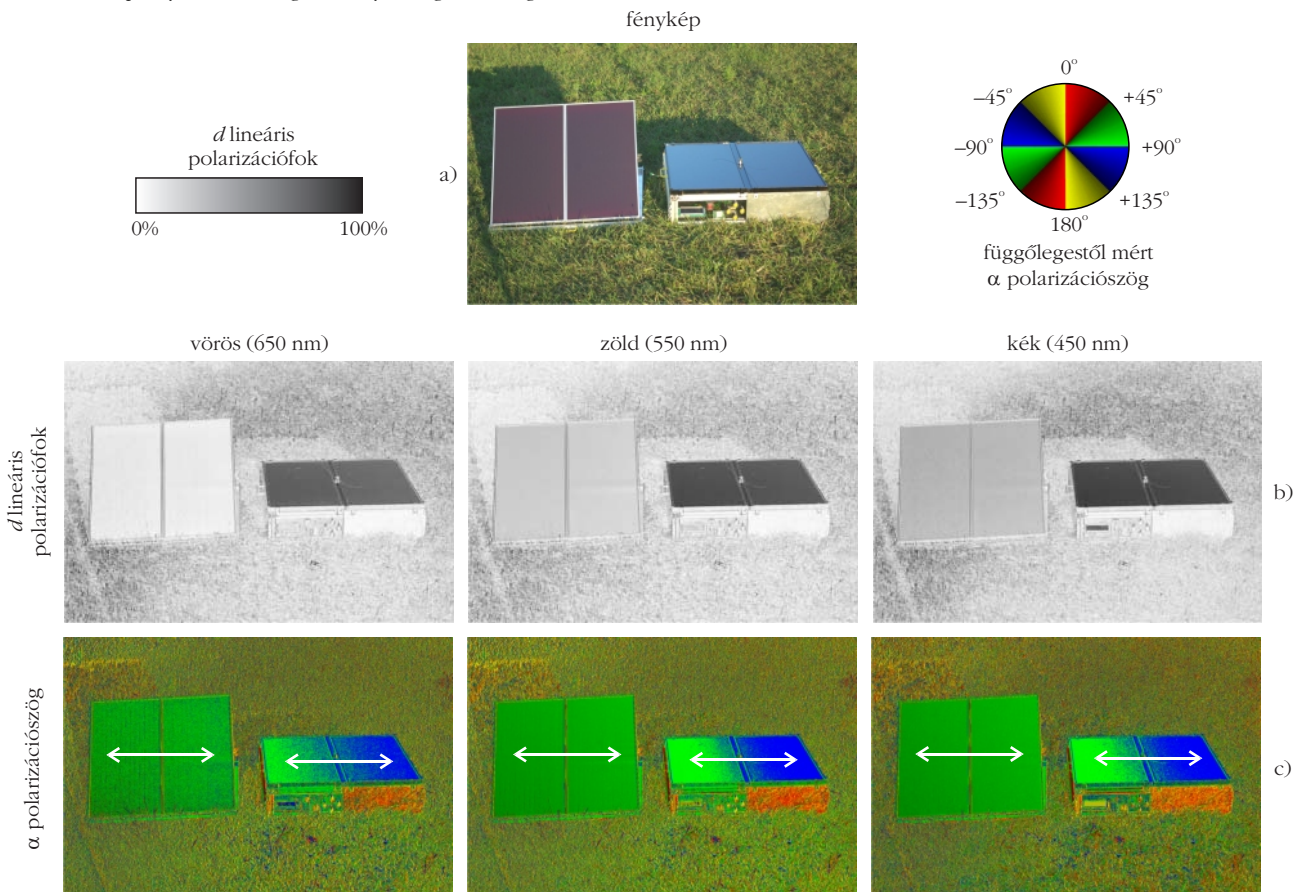 fénykép
d lineáris
polarizációfok
0% 100%
a)
0°
–45° +45°
–90° +90°
–135° +135°
180°
függőlegestől mért
α polarizációszög
vörös (650 nm) zöld (550 nm) kék (450 nm)
d lineáris
polarizációfok
b)
α polarizációszög
c)